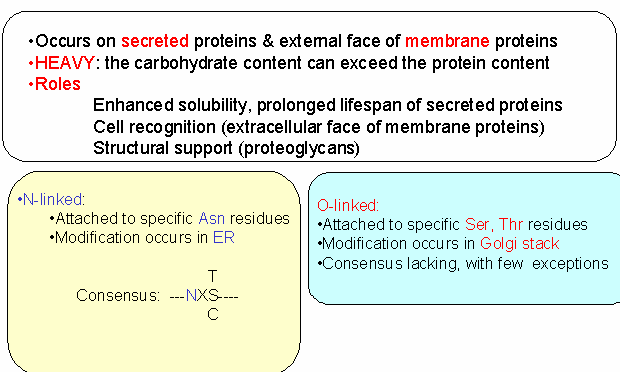 •Occurs on secreted proteins & external face of membrane proteins
•HEAVY: the carbohydrate content can exceed the protein content
•Roles
Enhanced solubility, prolonged lifespan of secreted proteins
Cell recognition (extracellular face of membrane proteins)
Structural support (proteoglycans)
•N-linked:
•Attached to specific Asn residues
•Modification occurs in ER
T
Consensus: ---NXS----
C
O-linked:
•Attached to specific Ser, Thr residues
•Modification occurs in Golgi stack
•Consensus lacking, with few exceptions